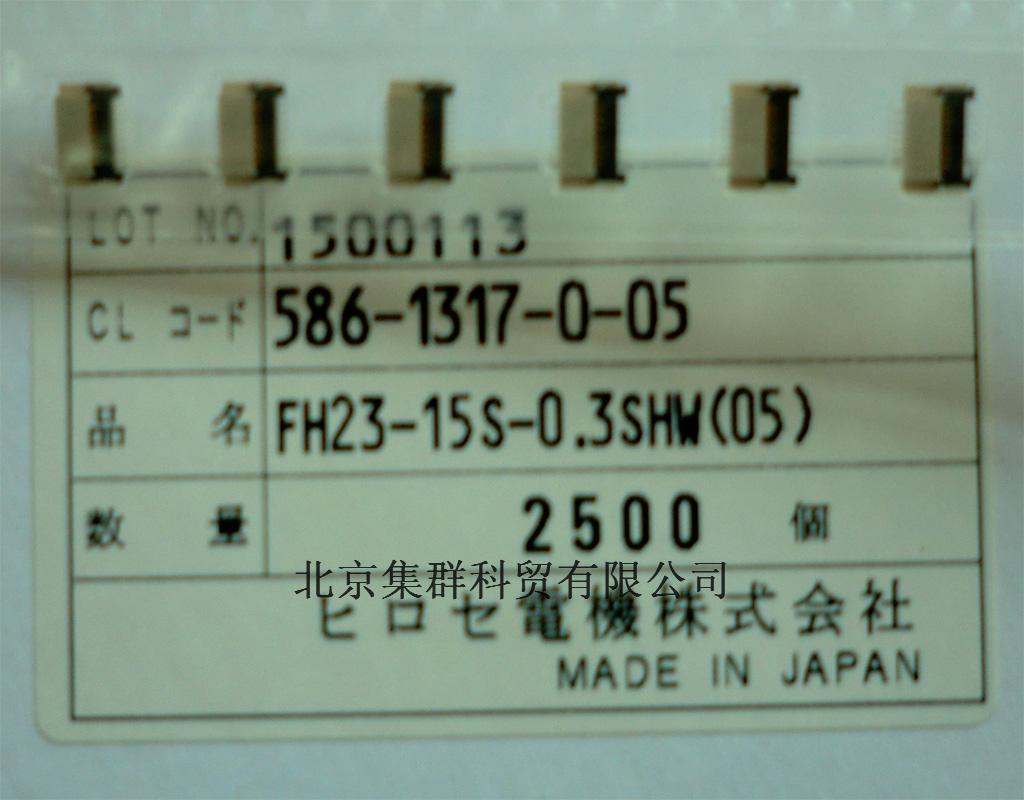 LOT NO. 1500113
CL コード 586-1317-0-05
品 名 FH23-15S-0.3SHW(05)
数 量 2500 個
北京集群科贸有限公司
ヒロセ電機株式会社
MADE IN JAPAN